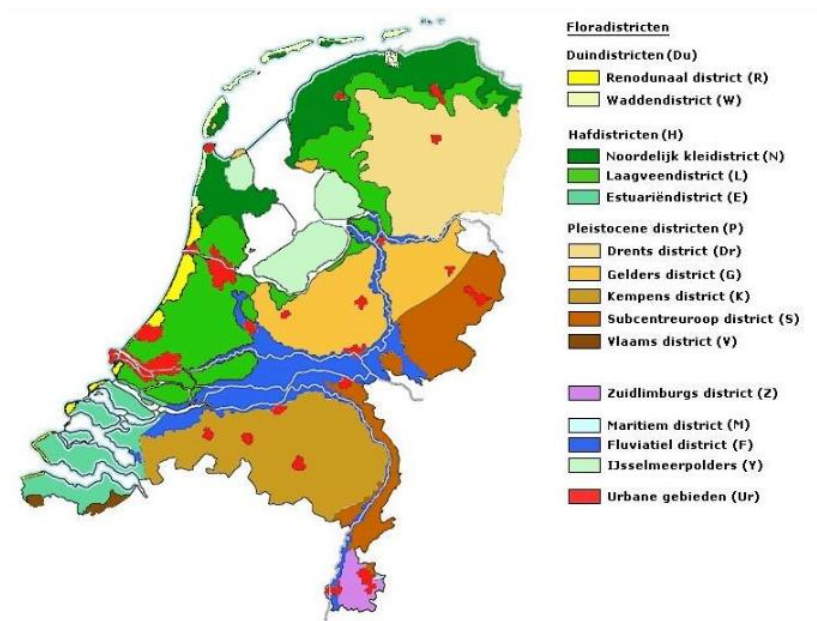 Floradistricten
Duindistricten (Du)
Renodunaal district (R)
Waddendistrict (W)
Hafdistricten (H)
Noordelijk kleidistrict (N)
Laagveendistrict (L)
Estuariëndistrict (E)
Pleistocene districten (P)
Drents district (Dr)
Gelders district (G)
Kempens district (K)
Subcentreuroop district (S)
Vlaams district (V)
Zuidlimburgs district (Z)
Maritiem district (M)
Fluviatiel district (F)
IJsselmeerpolders (Y)
Urbane gebieden (Ur)